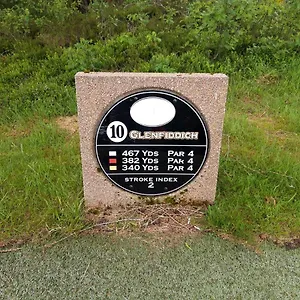 10 Glenfiddich
467 Yds Par 4
382 Yds Par 4
340 Yds Par 4
Stroke Index
2